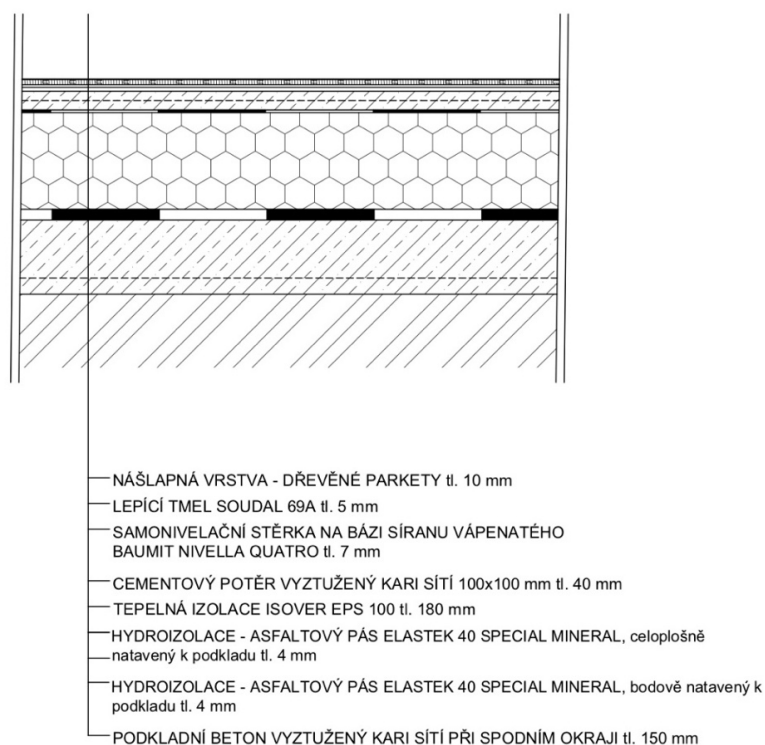 NÁŠLAPNÁ VRSTVA - DŘEVĚNÉ PARKETY tl. 10 mm
LEPÍCÍ TMEL SOUDAL 69A tl. 5 mm
SAMONIVELAČNÍ STĚRKA NA BÁZI SÍRANU VÁPENATÉHO
BAUMIT NIVELLA QUATRO tl. 7 mm
CEMENTOVÝ POTĚR VYZTUŽENÝ KARI SÍTÍ 100x100 mm tl. 40 mm
TEPELNÁ IZOLACE ISOVER EPS 100 tl. 180 mm
HYDROIZOLACE - ASFALTOVÝ PÁS ELASTEK 40 SPECIAL MINERAL, celoplošně
natavený k podkladu tl. 4 mm
HYDROIZOLACE - ASFALTOVÝ PÁS ELASTEK 40 SPECIAL MINERAL, bodově natavený k
podkladu tl. 4 mm
PODKLADNÍ BETON VYZTUŽENÝ KARI SÍTÍ PŘI SPODNÍM OKRAJI tl. 150 mm